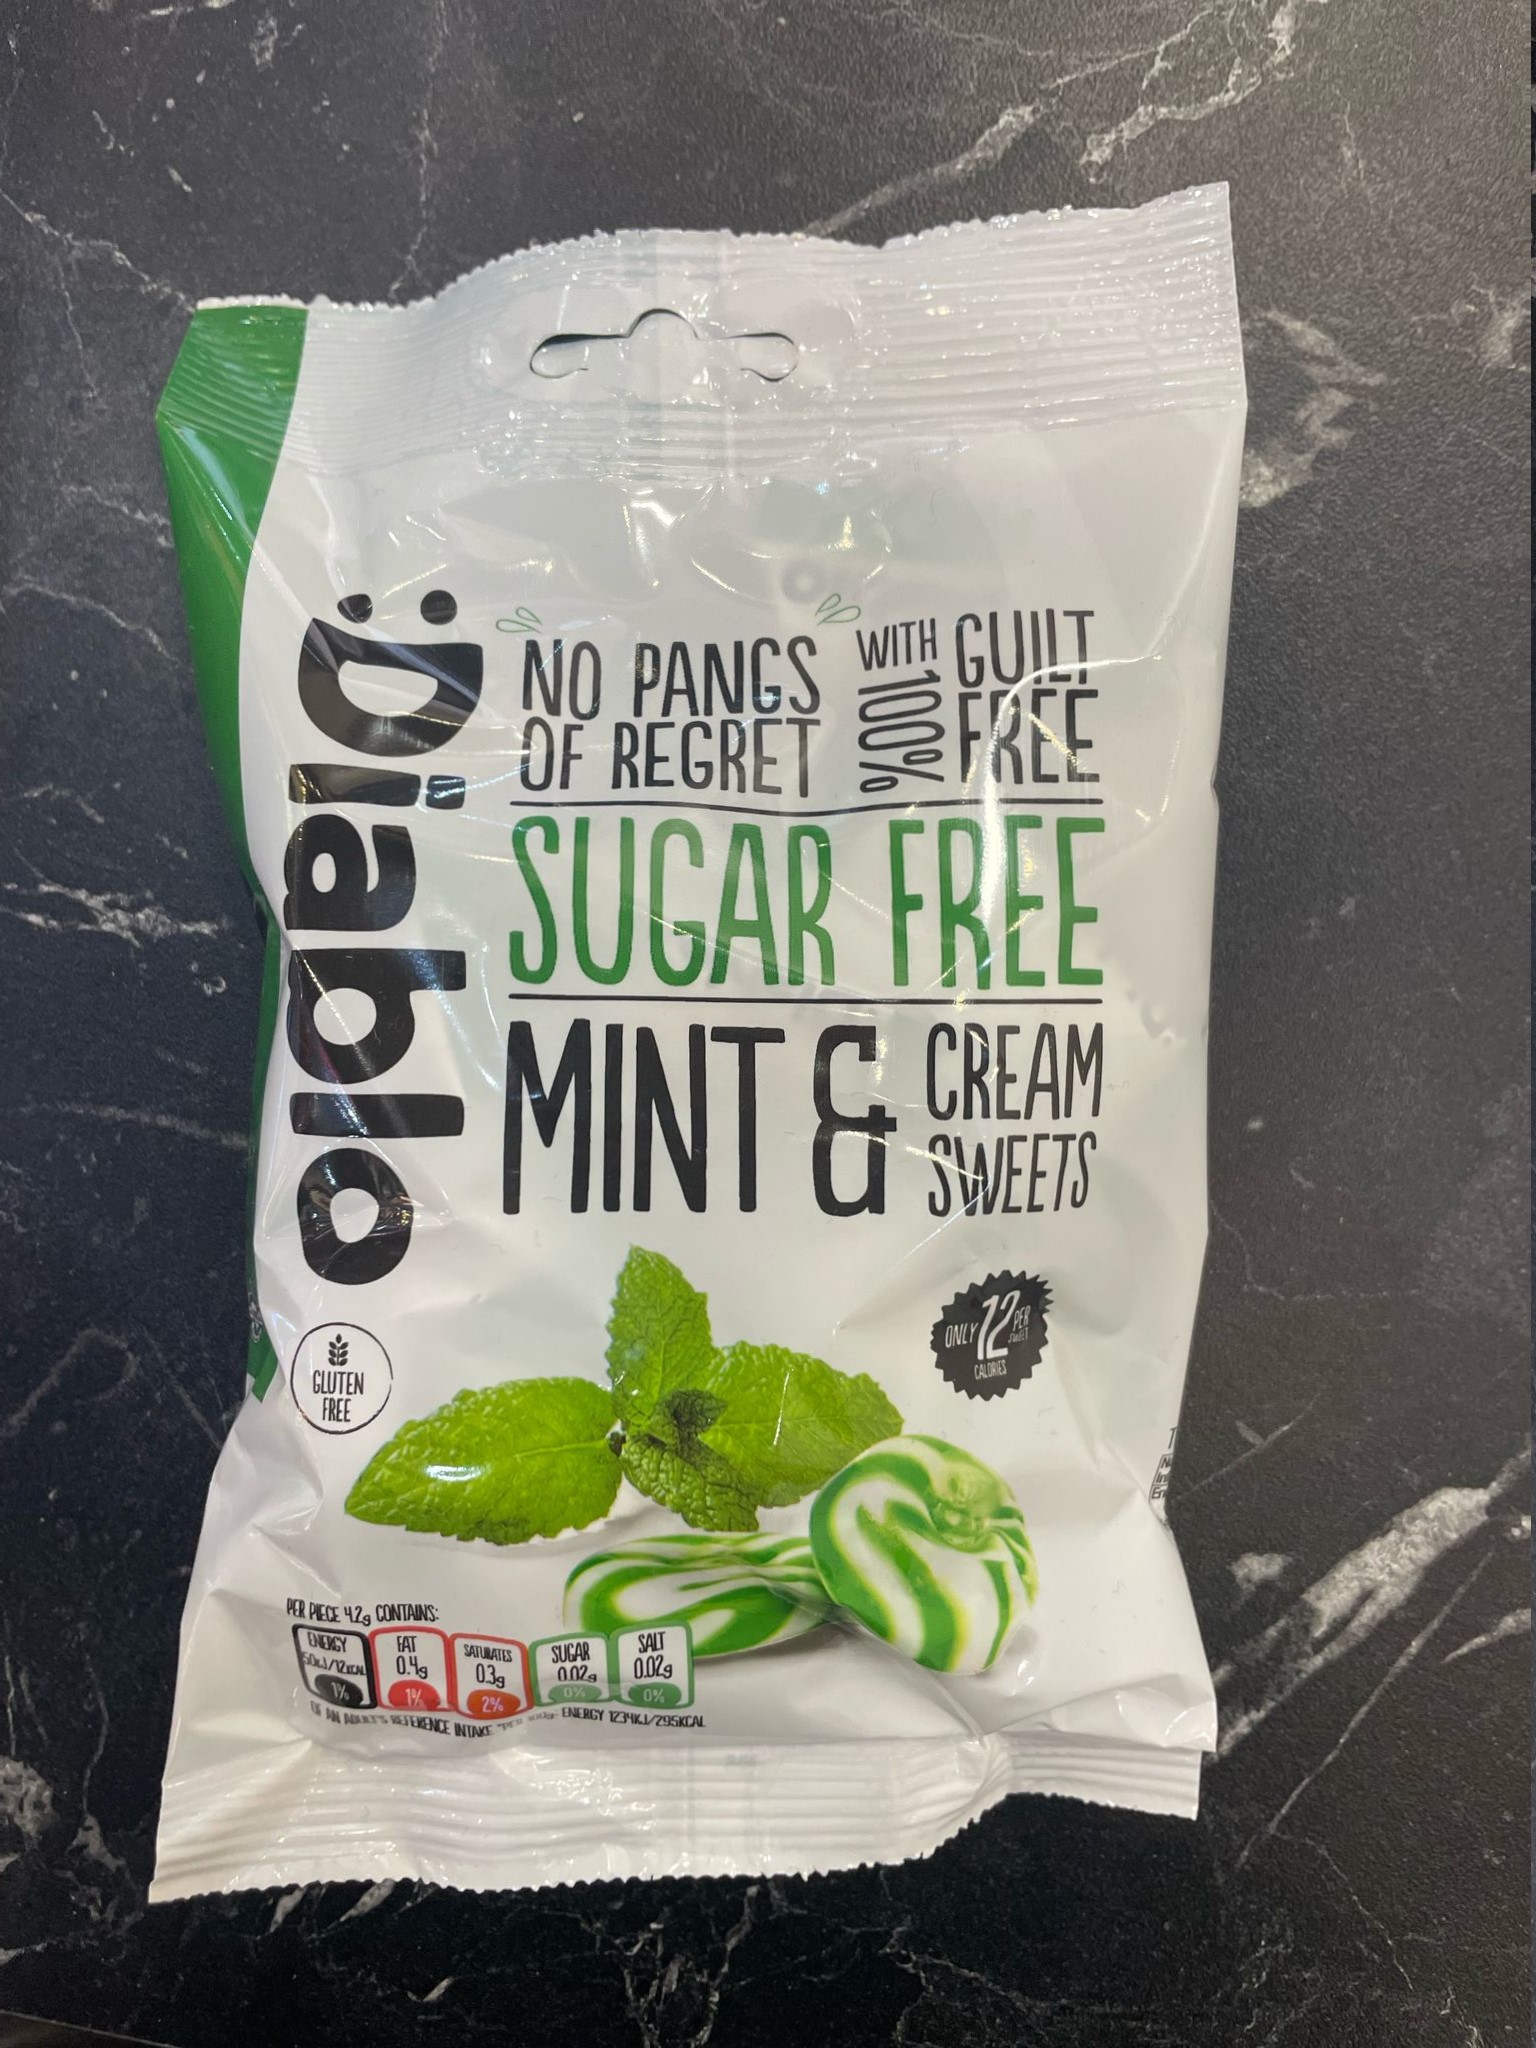 :Diablo
NO PANGS
OF REGRET
WITH
100%
GUILT
FREE
SUGAR FREE
MINT &
CREAM
SWEETS
ONLY 12 PER
SWEET
CALORIES
GLUTEN
FREE
PER PIECE 4.2g CONTAINS:
ENERGY
50kJ/12KCAL
1%
FAT
0.4g
1%
SATURATES
0.3g
2%
SUGAR
0.02g
0%
SALT
0.02g
0%
OF AN ADULT'S REFERENCE INTAKE *PER 100g: ENERGY 1234KJ/295KCAL